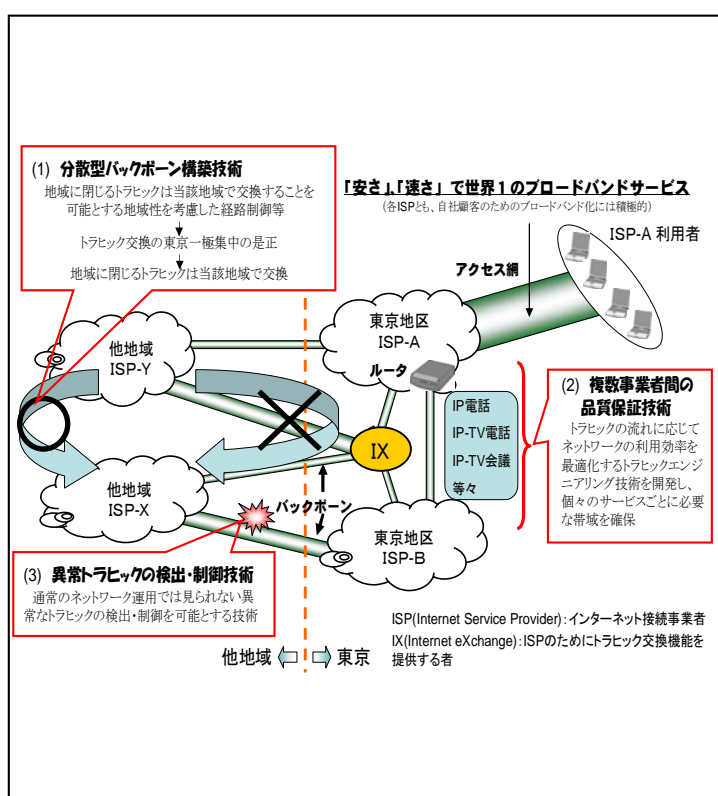 (1) 分散型バックボーン構築技術
地域に閉じるトラヒックは当該地域で交換することを
可能とする地域性を考慮した経路制御等
トラヒック交換の東京一極集中の是正
地域に閉じるトラヒックは当該地域で交換
「安さ」、「速さ」 で世界１のブロードバンドサービス
(各ISPとも、自社顧客のためのブロードバンド化には積極的)
ISP-A 利用者
アクセス網
東京地区
ISP-A
ルータ
他地域
ISP-Y
IP電話
IP-TV電話
IP-TV会議
等々
(2) 複数事業者間の
品質保証技術
トラヒックの流れに応じて
ネットワークの利用効率を
最適化するトラヒックエンジ
ニアリング技術を開発し、
個々のサービスごとに必要
な帯域を確保
IX
他地域
ISP-X
バックボーン
東京地区
ISP-B
(3) 異常トラヒックの検出・制御技術
通常のネットワーク運用では見られない異
常なトラヒックの検出・制御を可能とする技術
ISP(Internet Service Provider)：インターネット接続事業者
IX(Internet eXchange)：ISPのためにトラヒック交換機能を
提供する者
他地域 東京